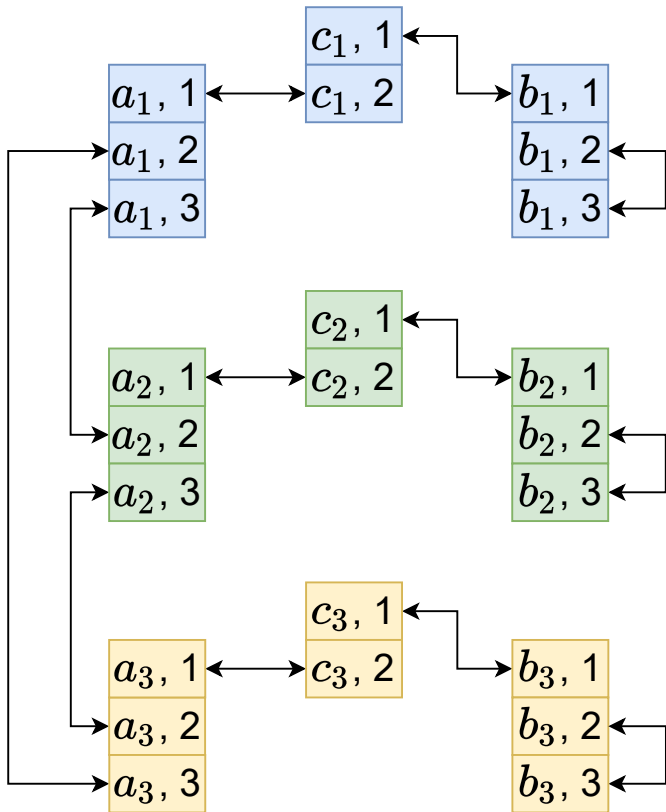 c₁, 1
c₁, 2
a₁, 1
a₁, 2
a₁, 3
b₁, 1
b₁, 2
b₁, 3
c₂, 1
c₂, 2
a₂, 1
a₂, 2
a₂, 3
b₂, 1
b₂, 2
b₂, 3
c₃, 1
c₃, 2
a₃, 1
a₃, 2
a₃, 3
b₃, 1
b₃, 2
b₃, 3